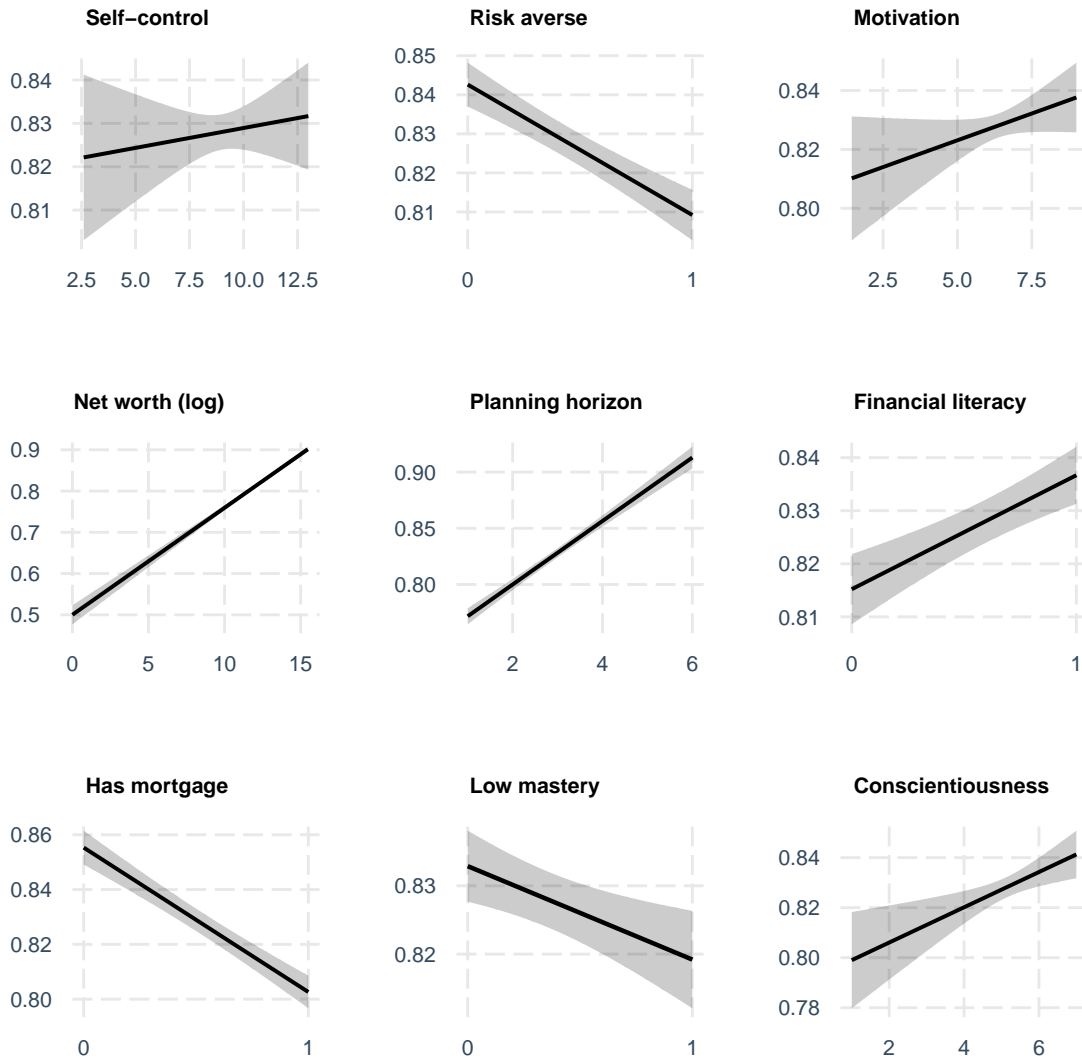 Self−control
0.84
0.83
0.82
0.81
2.5 5.0 7.5 10.0 12.5
Risk averse
0.85
0.84
0.83
0.82
0.81
0 1
Motivation
0.84
0.82
0.80
2.5 5.0 7.5
Net worth (log)
0.9
0.8
0.7
0.6
0.5
0 5 10 15
Planning horizon
0.90
0.85
0.80
2 4 6
Financial literacy
0.84
0.83
0.82
0.81
0 1
Has mortgage
0.86
0.84
0.82
0.80
0 1
Low mastery
0.83
0.82
0 1
Conscientiousness
0.84
0.82
0.80
0.78
2 4 6